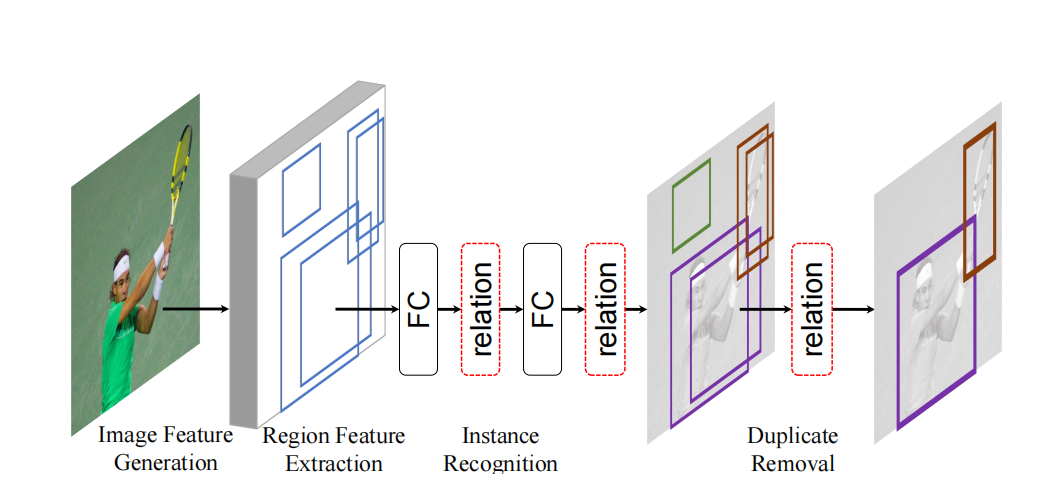 FC
relation
FC
relation
relation
Image Feature
Generation
Region Feature
Extraction
Instance
Recognition
Duplicate
Removal